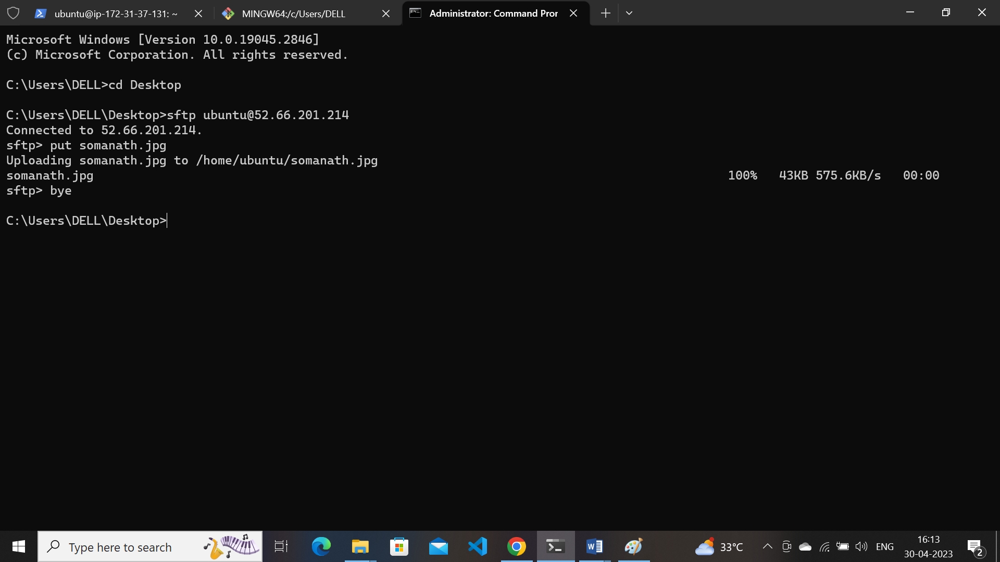 ubuntu@ip-172-31-37-131: ~
MINGW64:/c/Users/DELL
Administrator: Command Pror
Microsoft Windows [Version 10.0.19045.2846]
(c) Microsoft Corporation. All rights reserved.
C:\Users\DELL>cd Desktop
C:\Users\DELL\Desktop>sftp ubuntu@52.66.201.214
Connected to 52.66.201.214.
sftp> put somanath.jpg
Uploading somanath.jpg to /home/ubuntu/somanath.jpg
somanath.jpg 100% 43KB 575.6KB/s 00:00
sftp> bye
C:\Users\DELL\Desktop>
Type here to search
33°C
ENG
16:13
30-04-2023
2